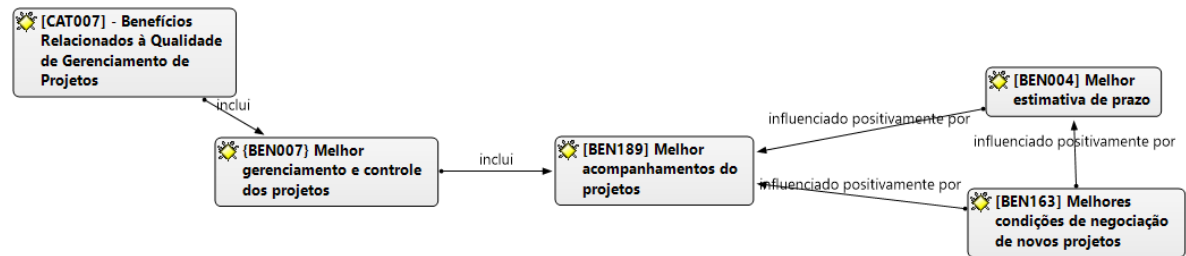 [CAT007] - Benefícios
Relacionados à Qualidade
de Gerenciamento de
Projetos
inclui
{BEN007} Melhor
gerenciamento e controle
dos projetos
inclui
[BEN189] Melhor
acompanhamentos do
projetos
influenciado positivamente por
[BEN004] Melhor
estimativa de prazo
influenciado positivamente por
influenciado positivamente por
[BEN163] Melhores
condições de negociação
de novos projetos